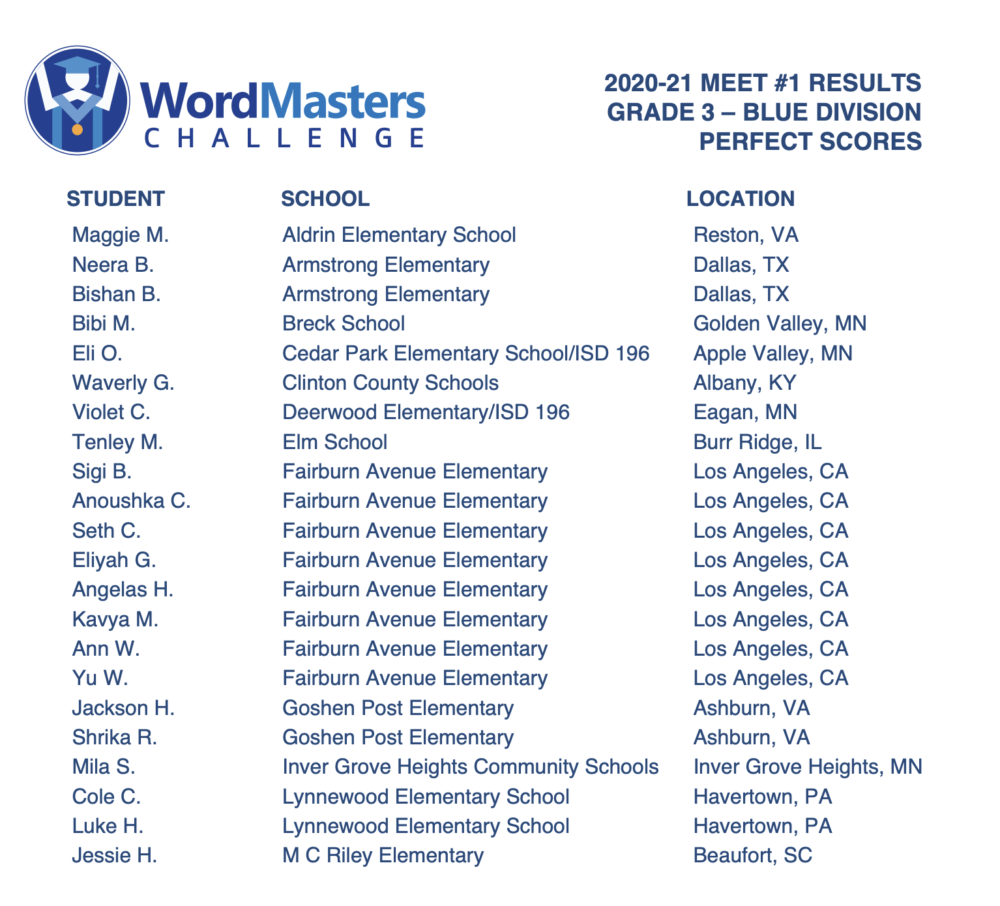 WordMasters
CHALLENGE
2020-21 MEET #1 RESULTS
GRADE 3 – BLUE DIVISION
PERFECT SCORES
STUDENT SCHOOL LOCATION
Maggie M. Aldrin Elementary School Reston, VA
Neera B. Armstrong Elementary Dallas, TX
Bishan B. Armstrong Elementary Dallas, TX
Bibi M. Breck School Golden Valley, MN
Eli O. Cedar Park Elementary School/ISD 196 Apple Valley, MN
Waverly G. Clinton County Schools Albany, KY
Violet C. Deerwood Elementary/ISD 196 Eagan, MN
Tenley M. Elm School Burr Ridge, IL
Sigi B. Fairburn Avenue Elementary Los Angeles, CA
Anoushka C. Fairburn Avenue Elementary Los Angeles, CA
Seth C. Fairburn Avenue Elementary Los Angeles, CA
Eliyah G. Fairburn Avenue Elementary Los Angeles, CA
Angelas H. Fairburn Avenue Elementary Los Angeles, CA
Kavya M. Fairburn Avenue Elementary Los Angeles, CA
Ann W. Fairburn Avenue Elementary Los Angeles, CA
Yu W. Fairburn Avenue Elementary Los Angeles, CA
Jackson H. Goshen Post Elementary Ashburn, VA
Shrika R. Goshen Post Elementary Ashburn, VA
Mila S. Inver Grove Heights Community Schools Inver Grove Heights, MN
Cole C. Lynnewood Elementary School Havertown, PA
Luke H. Lynnewood Elementary School Havertown, PA
Jessie H. M C Riley Elementary Beaufort, SC